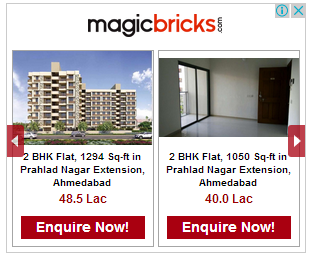 magicbricks.com
2 BHK Flat, 1294 Sq-ft in
Prahlad Nagar Extension,
Ahmedabad
48.5 Lac
Enquire Now!
2 BHK Flat, 1050 Sq-ft in
Prahlad Nagar Extension,
Ahmedabad
40.0 Lac
Enquire Now!